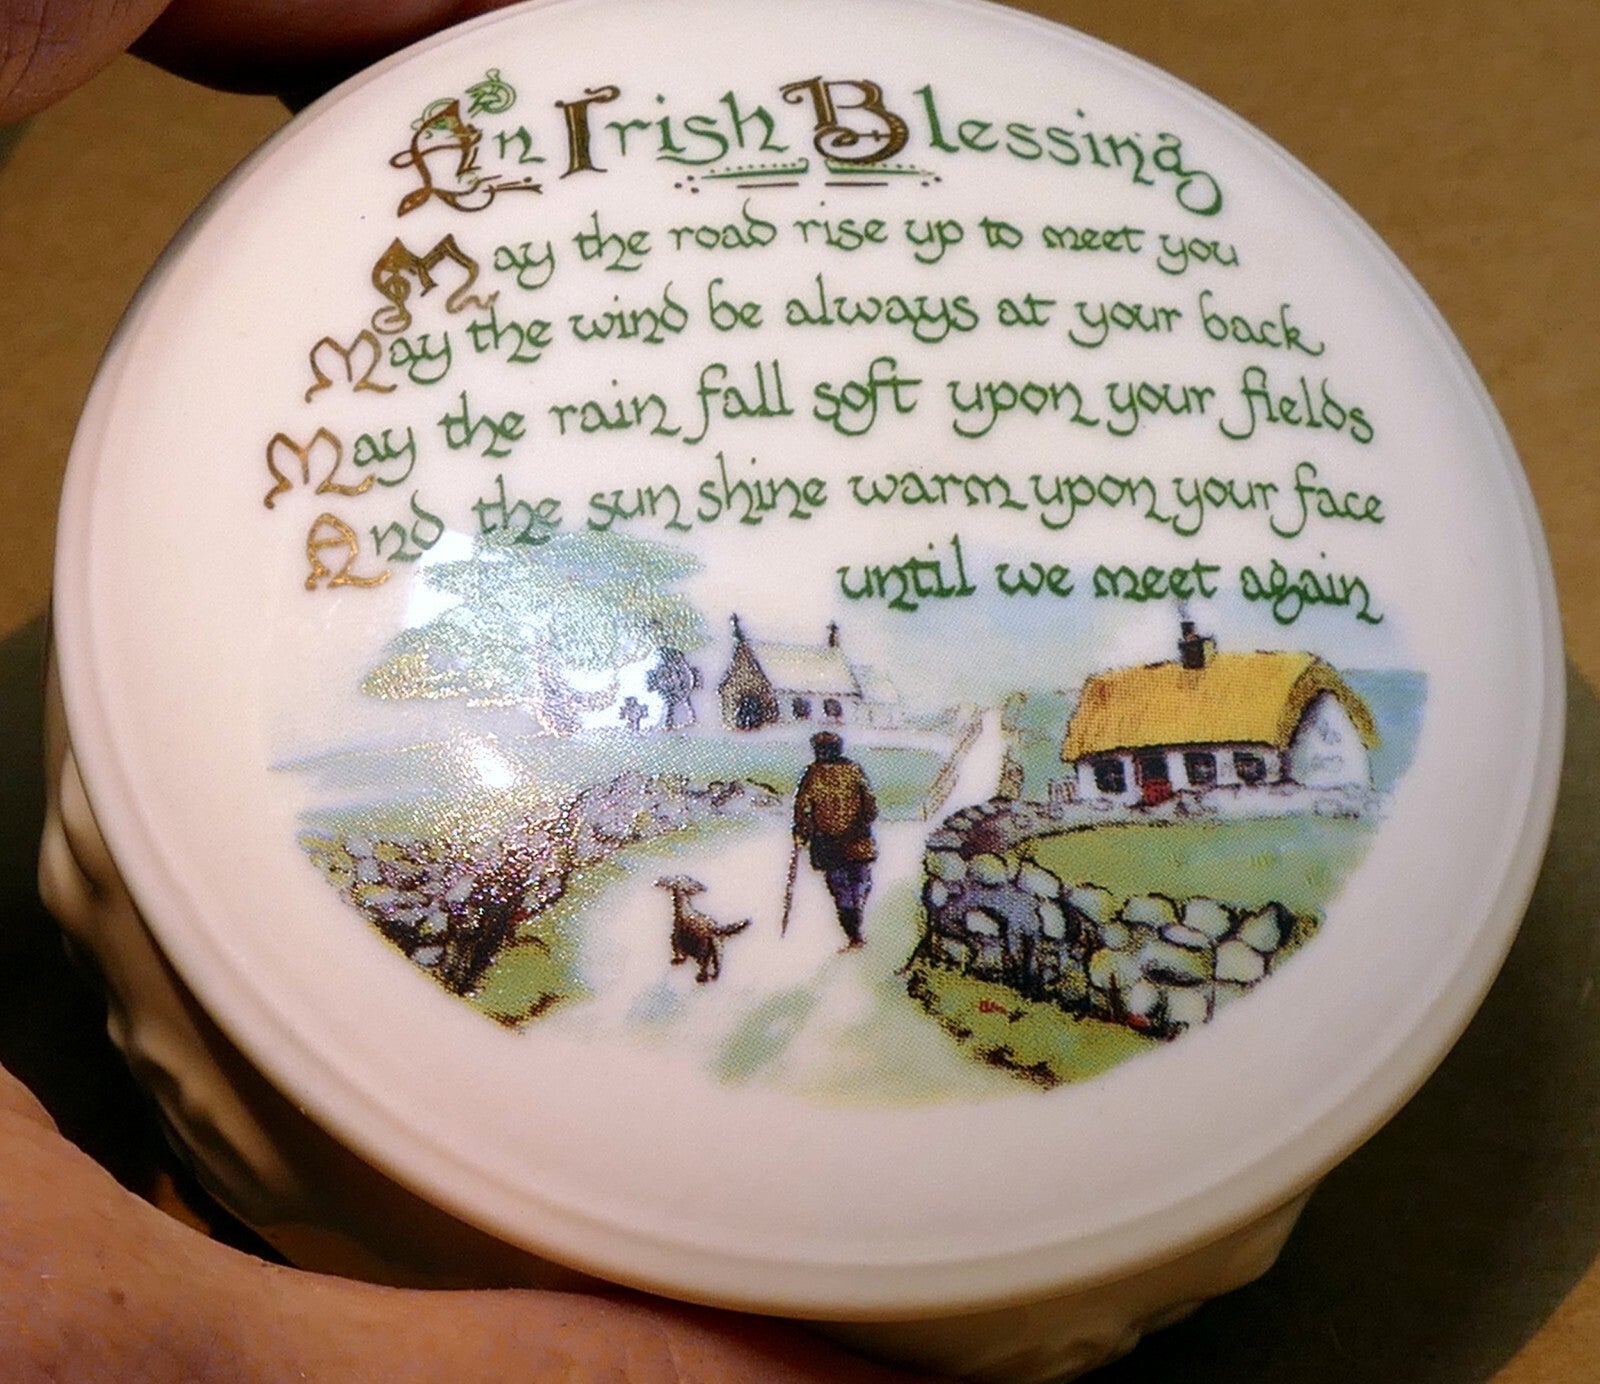 An Irish Blessing
May the road rise up to meet you
May the wind be always at your back
May the rain fall soft upon your fields
And the sun shine warm upon your face
until we meet again